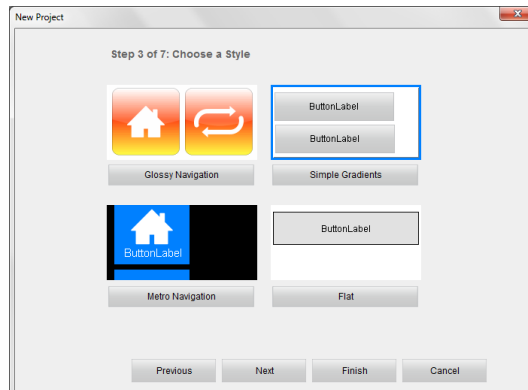 New Project
Step 3 of 7: Choose a Style
ButtonLabel
ButtonLabel
Glossy Navigation
Simple Gradients
ButtonLabel
ButtonLabel
Metro Navigation
Flat
Previous
Next
Finish
Cancel